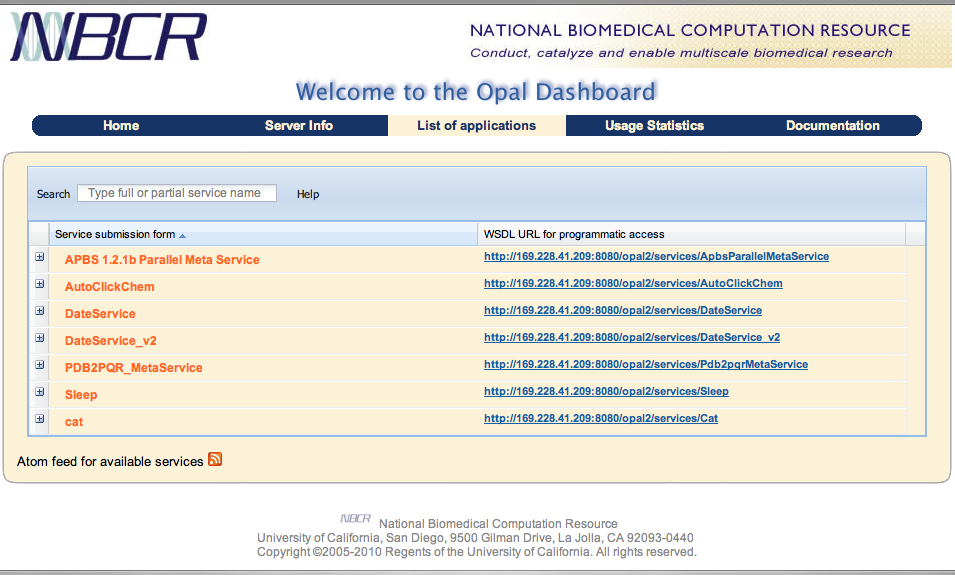 NBCR
NATIONAL BIOMEDICAL COMPUTATION RESOURCE
Conduct, catalyze and enable multiscale biomedical research
Welcome to the Opal Dashboard
Home Server Info List of applications Usage Statistics Documentation
Search Type full or partial service name Help
Service submission form WSDL URL for programmatic access
APBS 1.2.1b Parallel Meta Service http://169.228.41.209:8080/opal2/services/ApbsParallelMetaService
AutoClickChem http://169.228.41.209:8080/opal2/services/AutoClickChem
DateService http://169.228.41.209:8080/opal2/services/DateService
DateService_v2 http://169.228.41.209:8080/opal2/services/DateService_v2
PDB2PQR_MetaService http://169.228.41.209:8080/opal2/services/Pdb2pqrMetaService
Sleep http://169.228.41.209:8080/opal2/services/Sleep
cat http://169.228.41.209:8080/opal2/services/Cat
Atom feed for available services
NBCR National Biomedical Computation Resource
University of California, San Diego, 9500 Gilman Drive, La Jolla, CA 92093-0440
Copyright ©2005-2010 Regents of the University of California. All rights reserved.